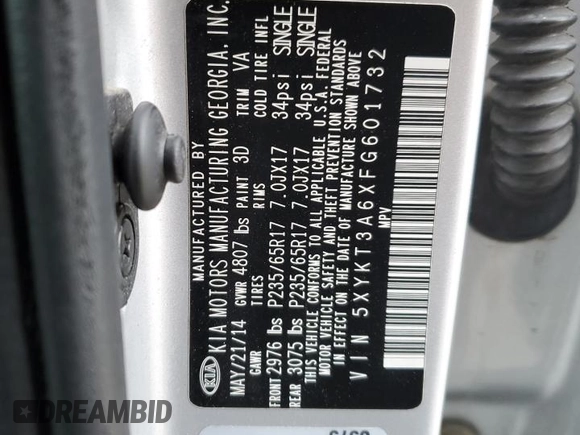 MANUFACTURED BY
KIA KIA MOTORS MANUFACTURING GEORGIA, INC.
MAY/21/14 GVWR 4807 lbs PAINT 3D TRIM VA
GAWR TIRES RIMS COLD TIRE INFL
FRONT 2976 lbs P235/65R17 7.0JX17 34psi SINGLE
REAR 3075 lbs P235/65R17 7.0JX17 34psi SINGLE
THIS VEHICLE CONFORMS TO ALL APPLICABLE U.S.A. FEDERAL
MOTOR VEHICLE SAFETY AND THEFT PREVENTION STANDARDS
IN EFFECT ON THE DATE OF MANUFACTURE SHOWN ABOVE
VIN 5XYKT3A6XFG601732
MPV
DREAMBID